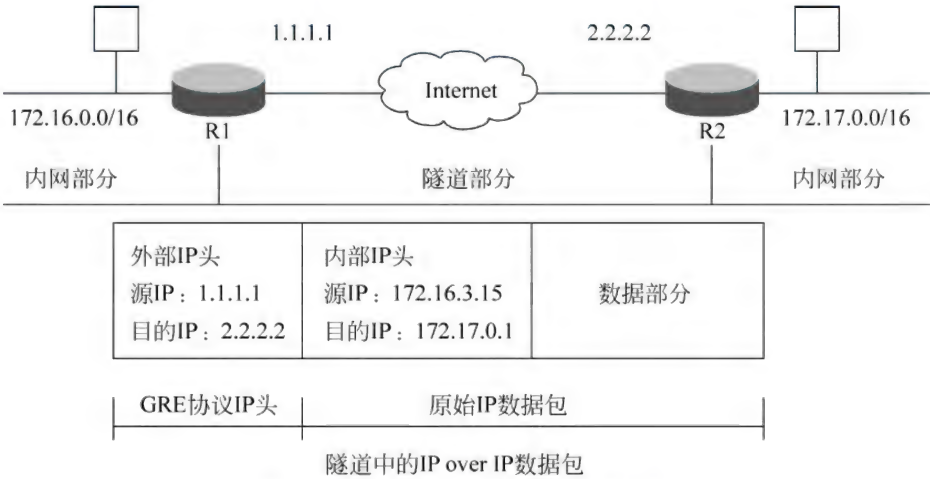 1.1.1.1
2.2.2.2
Internet
172.16.0.0/16
R1
R2
172.17.0.0/16
内网部分
隧道部分
内网部分
外部IP头
源IP：1.1.1.1
目的IP：2.2.2.2
内部IP头
源IP：172.16.3.15
目的IP：172.17.0.1
数据部分
GRE协议IP头
原始IP数据包
隧道中的IP over IP数据包